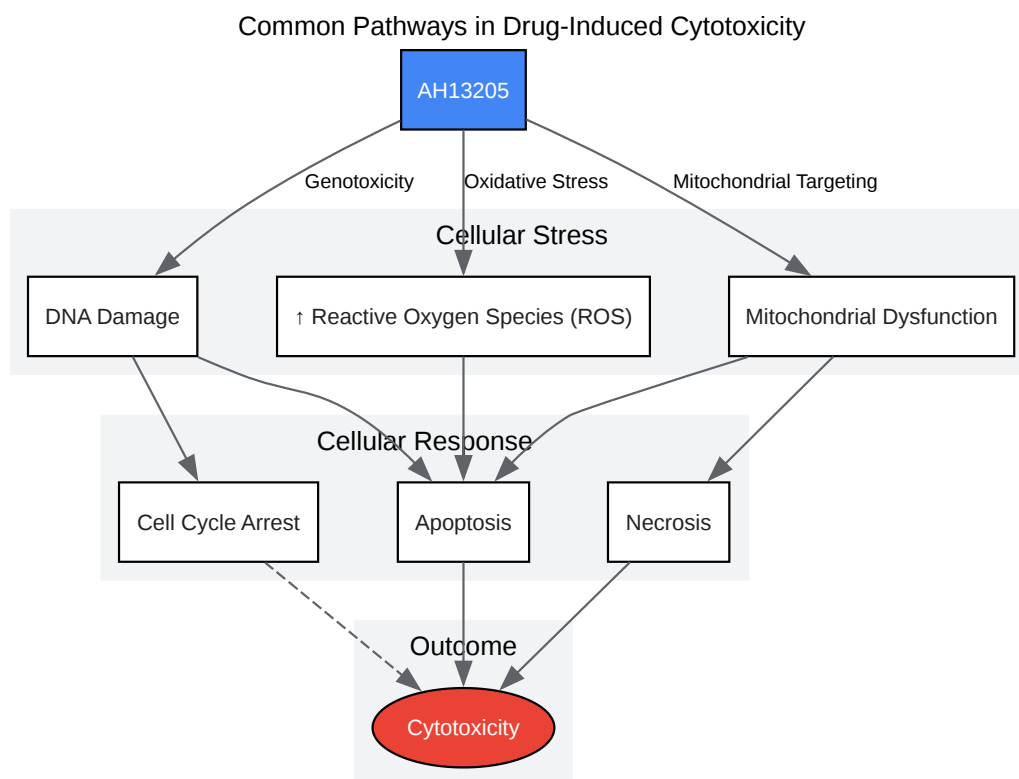 Common Pathways in Drug-Induced Cytotoxicity
AH13205
Genotoxicity
Oxidative Stress
Mitochondrial Targeting
Cellular Stress
DNA Damage
↑ Reactive Oxygen Species (ROS)
Mitochondrial Dysfunction
Cellular Response
Cell Cycle Arrest
Apoptosis
Necrosis
Outcome
Cytotoxicity